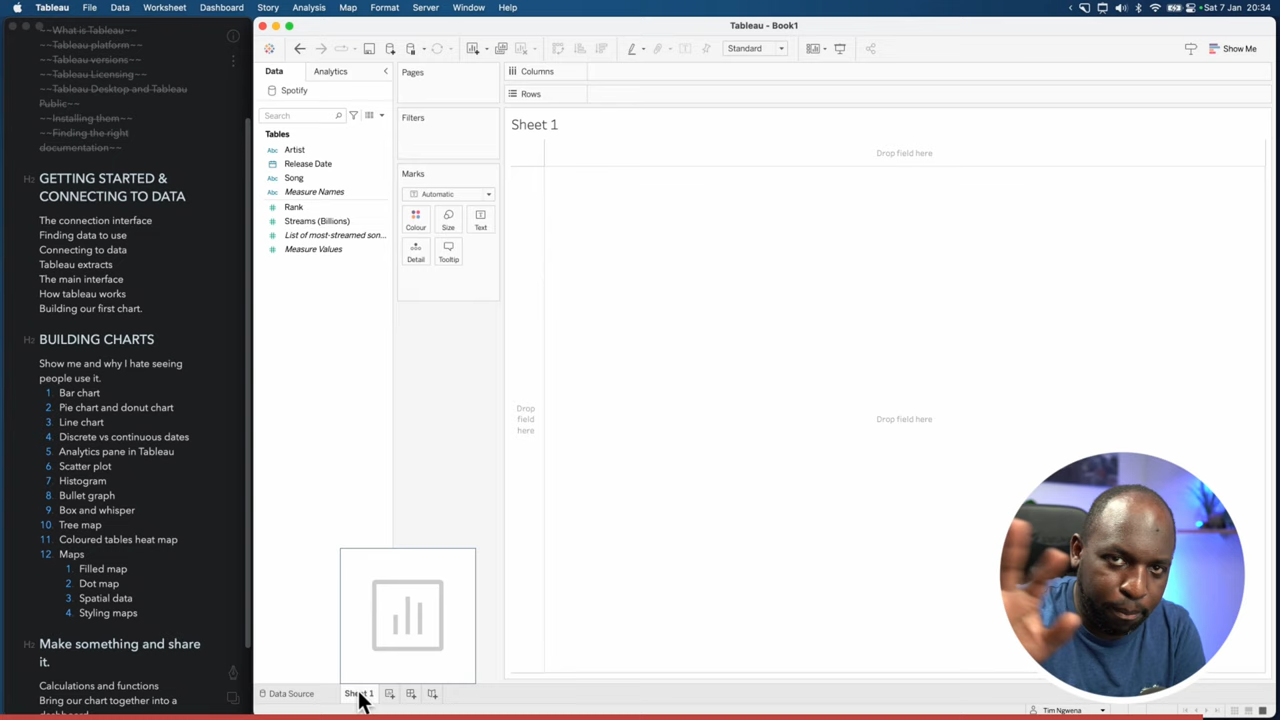 Tableau File Data Worksheet Dashboard Story Analysis Map Format Server Window Help Sat 7 Jan 20:34
~~What is Tableau~~
~~Tableau platform~~
~~Tableau versions~~
~~Tableau Licensing~~
~~Tableau Desktop and Tableau
Public~~
~~Installing them~~
~~Finding the right
documentation~~
H2 GETTING STARTED &
CONNECTING TO DATA
The connection interface
Finding data to use
Connecting to data
Tableau extracts
The main interface
How tableau works
Building our first chart.
H2 BUILDING CHARTS
Show me and why I hate seeing
people use it.
1. Bar chart
2. Pie chart and donut chart
3. Line chart
4. Discrete vs continuous dates
5. Analytics pane in Tableau
6. Scatter plot
7. Histogram
8. Bullet graph
9. Box and whisper
10. Tree map
11. Coloured tables heat map
12. Maps
1. Filled map
2. Dot map
3. Spatial data
4. Styling maps
H2 Make something and share
it.
Calculations and functions
Bring our chart together into a
dashboard
Tableau - Book1
Standard
Show Me
Data Analytics
Spotify
Search
Tables
Abc Artist
Release Date
Abc Song
Abc Measure Names
# Rank
# Streams (Billions)
# List of most-streamed son...
# Measure Values
Pages
Filters
Marks
T Automatic
Colour Size Text
Detail Tooltip
Columns
Rows
Sheet 1
Drop field here
Drop
field
here
Drop field here
Data Source Sheet 1
Tim Ngwena